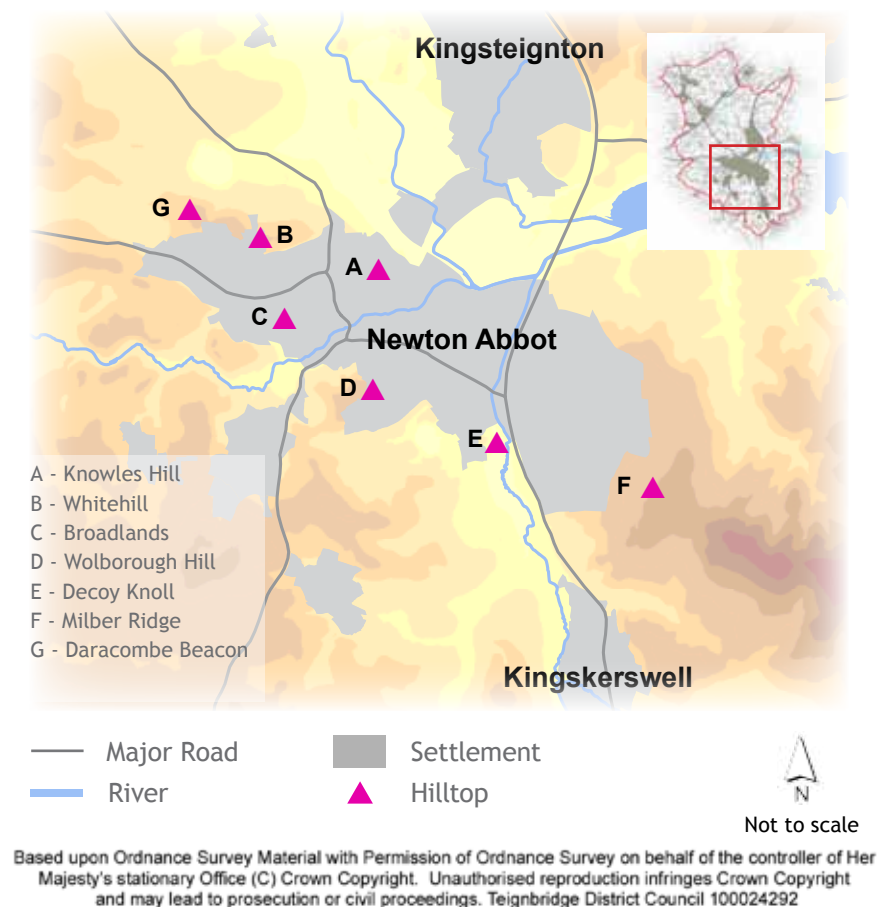 Kingsteignton
G
B
A
C
Newton Abbot
D
E
F
A - Knowles Hill
B - Whitehill
C - Broadlands
D - Wolborough Hill
E - Decoy Knoll
F - Milber Ridge
G - Daracombe Beacon
Kingskerswell
Major Road
Settlement
River
Hilltop
N
Not to scale
Based upon Ordnance Survey Material with Permission of Ordnance Survey on behalf of the controller of Her
Majesty's stationary Office (C) Crown Copyright. Unauthorised reproduction infringes Crown Copyright
and may lead to prosecution or civil proceedings. Teignbridge District Council 100024292